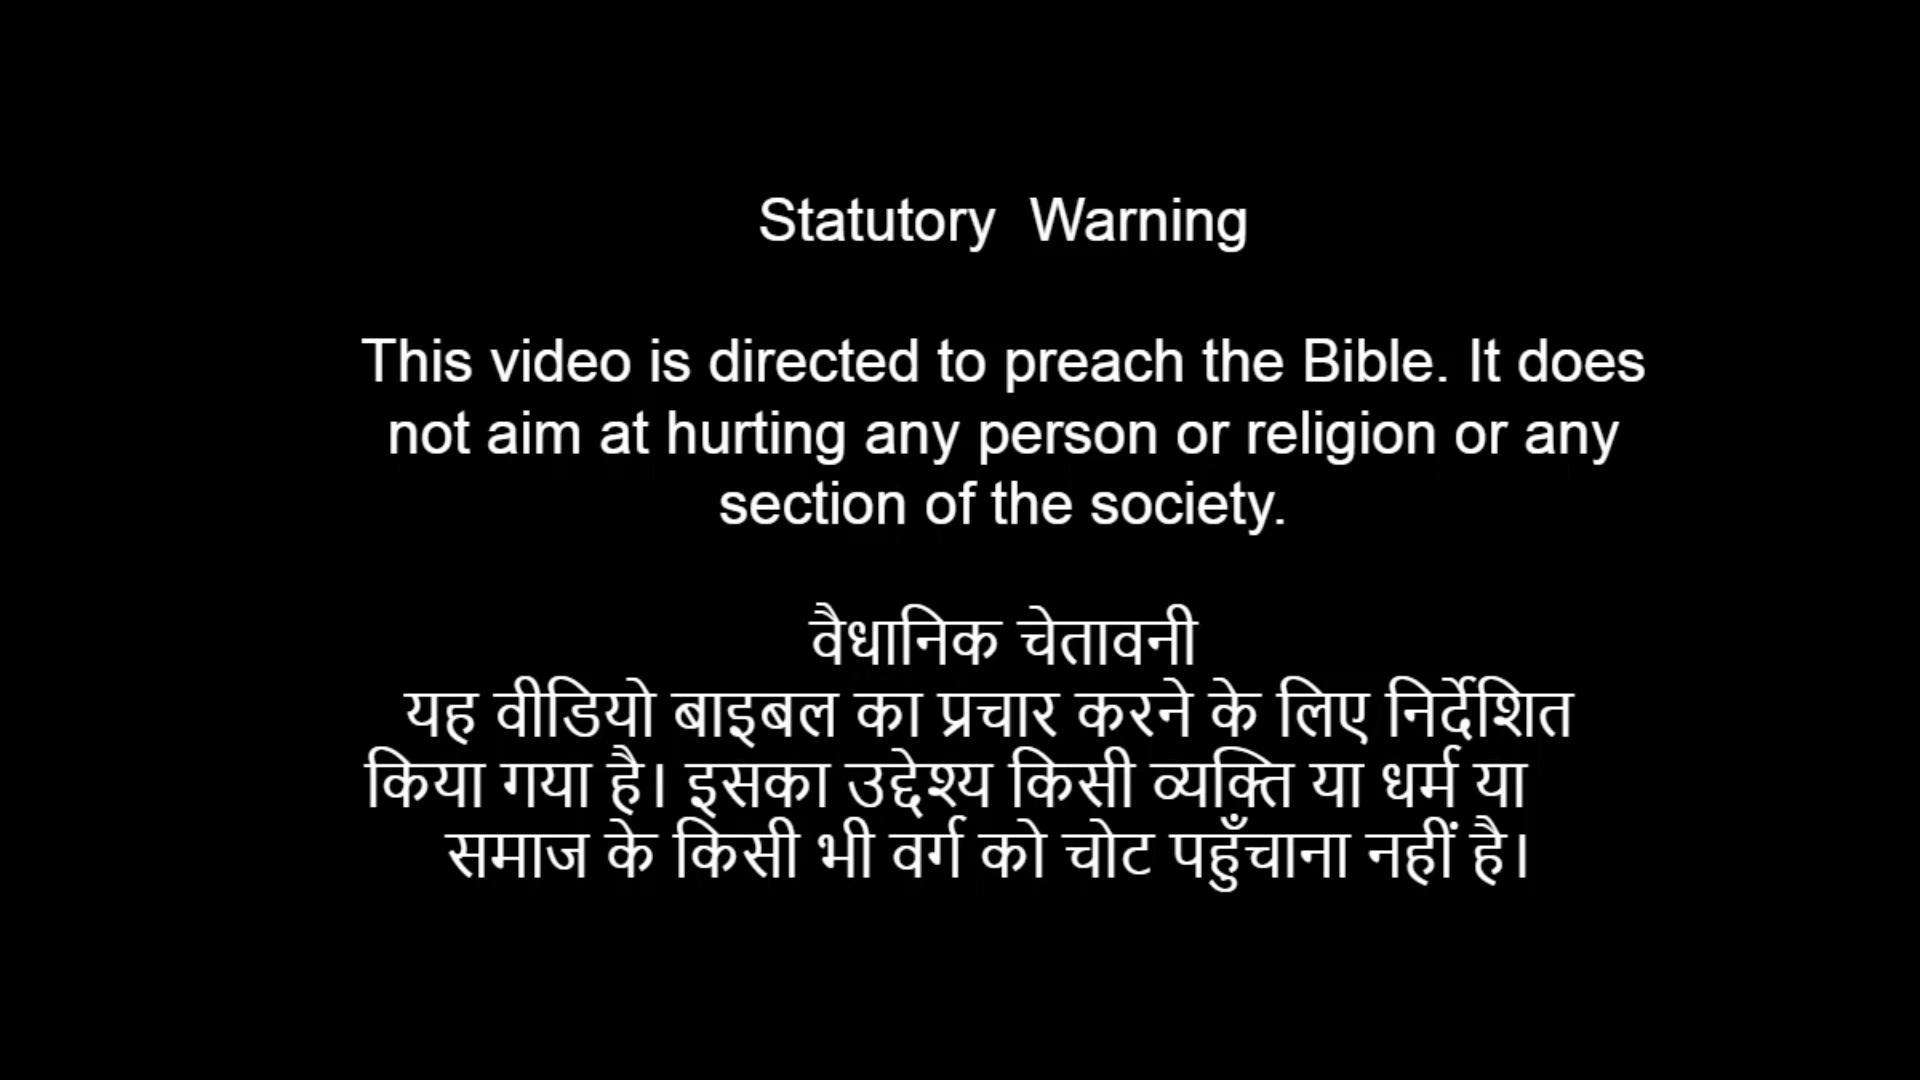 Statutory Warning
This video is directed to preach the Bible. It does
not aim at hurting any person or religion or any
section of the society.
वैधानिक चेतावनी
यह वीडियो बाइबल का प्रचार करने के लिए निर्देशित
किया गया है। इसका उद्देश्य किसी व्यक्ति या धर्म या
समाज के किसी भी वर्ग को चोट पहुँचाना नहीं है।